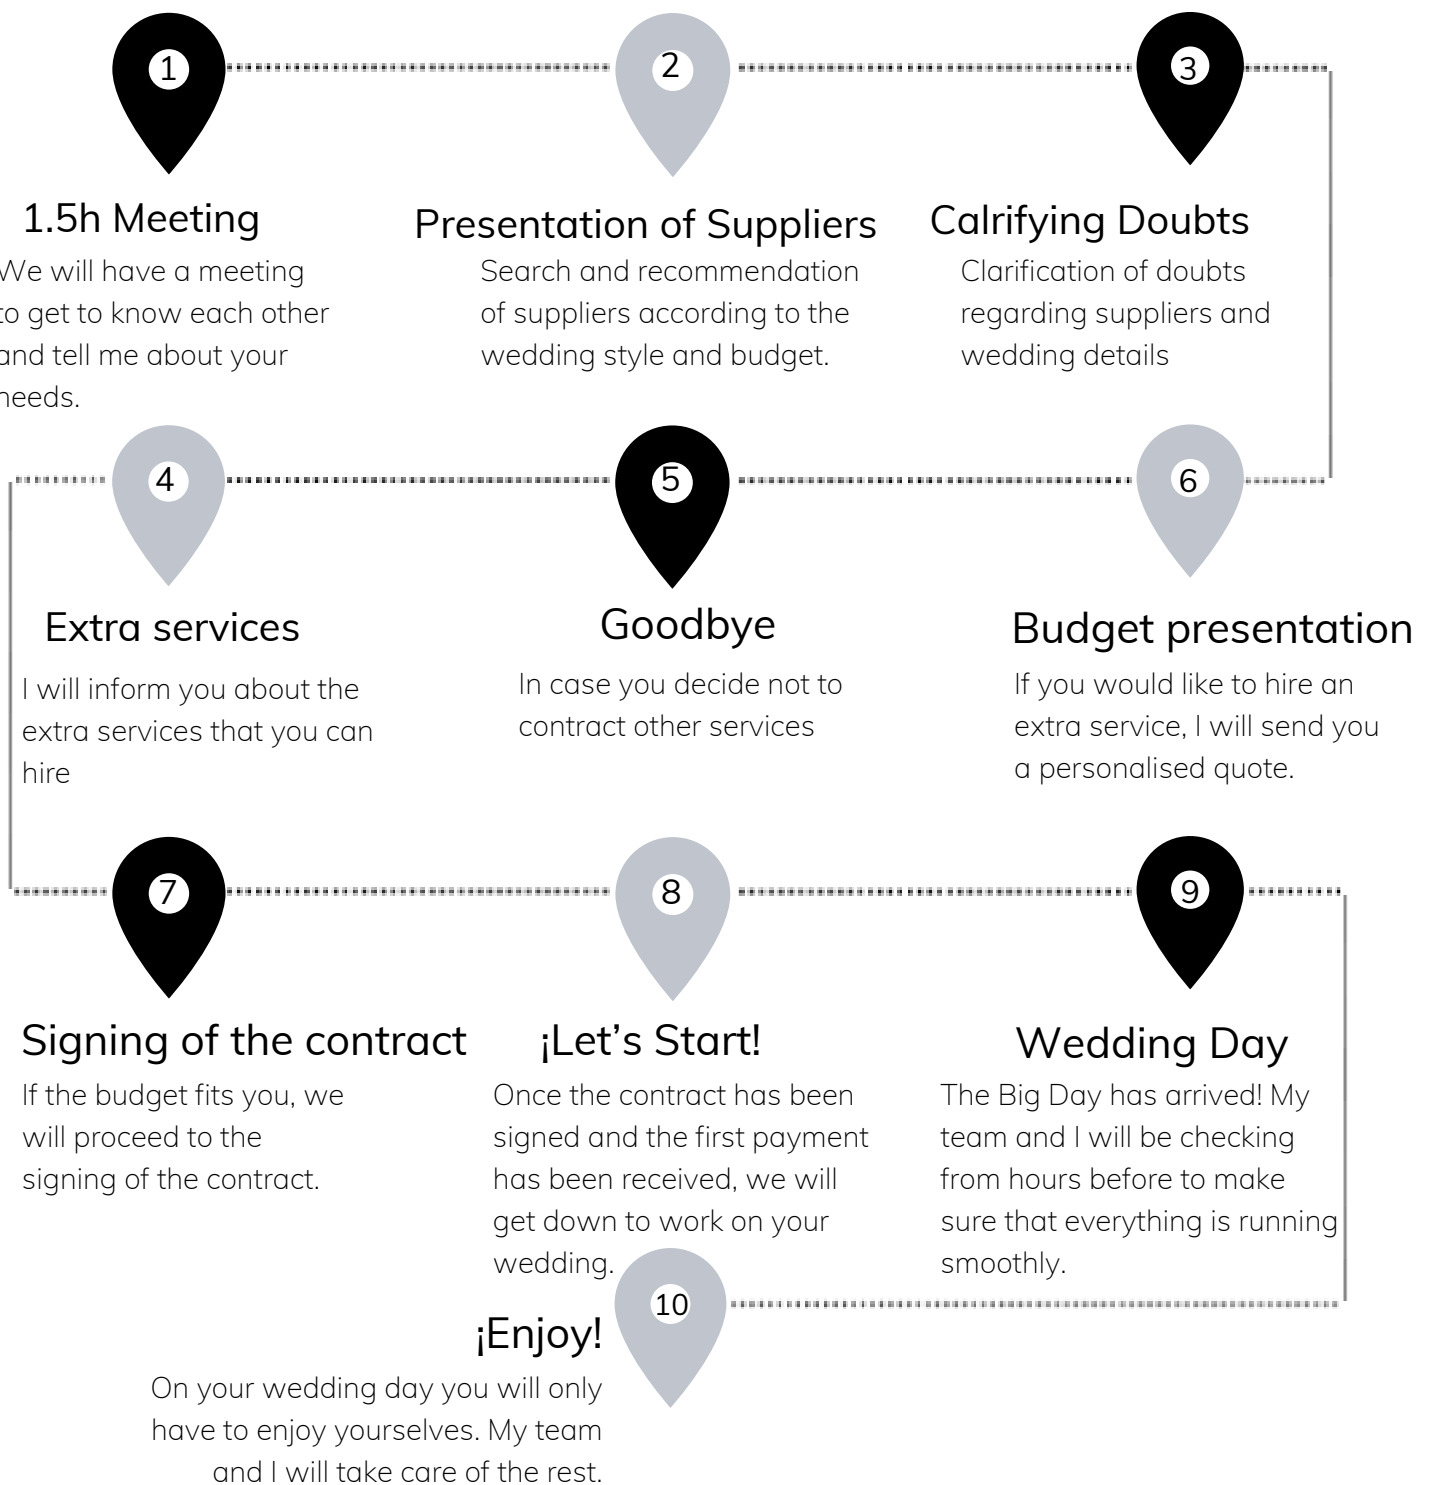 1
2
3
1.5h Meeting
We will have a meeting
to get to know each other
and tell me about your
needs.
Presentation of Suppliers
Search and recommendation
of suppliers according to the
wedding style and budget.
Calrifying Doubts
Clarification of doubts
regarding suppliers and
wedding details
4
5
6
Extra services
I will inform you about the
extra services that you can
hire
Goodbye
In case you decide not to
contract other services
Budget presentation
If you would like to hire an
extra service, I will send you
a personalised quote.
7
8
9
Signing of the contract
If the budget fits you, we
will proceed to the
signing of the contract.
¡Let's Start!
Once the contract has been
signed and the first payment
has been received, we will
get down to work on your
wedding.
Wedding Day
The Big Day has arrived! My
team and I will be checking
from hours before to make
sure that everything is running
smoothly.
10
¡Enjoy!
On your wedding day you will only
have to enjoy yourselves. My team
and I will take care of the rest.